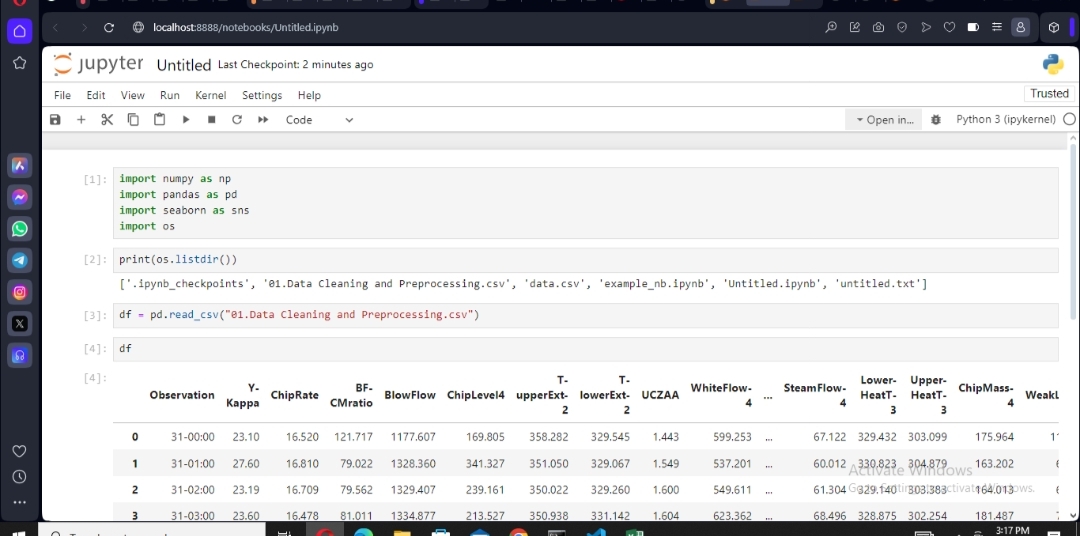 localhost:8888/notebooks/Untitled.ipynb
jupyter Untitled Last Checkpoint: 2 minutes ago
File Edit View Run Kernel Settings Help
Trusted
Code
Open in...
Python 3 (ipykernel)
[1]: import numpy as np
import pandas as pd
import seaborn as sns
import os
[2]: print(os.listdir())
['.ipynb_checkpoints', '01.Data Cleaning and Preprocessing.csv', 'data.csv', 'example_nb.ipynb', 'Untitled.ipynb', 'untitled.txt']
[3]: df = pd.read_csv("01.Data Cleaning and Preprocessing.csv")
[4]: df
[4]:
Observation Y-Kappa ChipRate BF-CMratio BlowFlow ChipLevel4 T-upperExt-2 T-lowerExt-2 UCZAA WhiteFlow-4 ... SteamFlow-4 Lower-HeatT-3 Upper-HeatT-3 ChipMass-4 WeakL
0 31-00:00 23.10 16.520 121.717 1177.607 169.805 358.282 329.545 1.443 599.253 ... 67.122 329.432 303.099 175.964
1 31-01:00 27.60 16.810 79.022 1328.360 341.327 351.050 329.067 1.549 537.201 ... 60.012 330.823 304.879 163.202
2 31-02:00 23.19 16.709 79.562 1329.407 239.161 350.022 329.260 1.600 549.611 ... 61.304 329.140 303.383 164.013
3 31-03:00 23.60 16.478 81.011 1334.877 213.527 350.938 331.142 1.604 623.362 ... 68.496 328.875 302.254 181.487
Activate Windows
3:17 PM